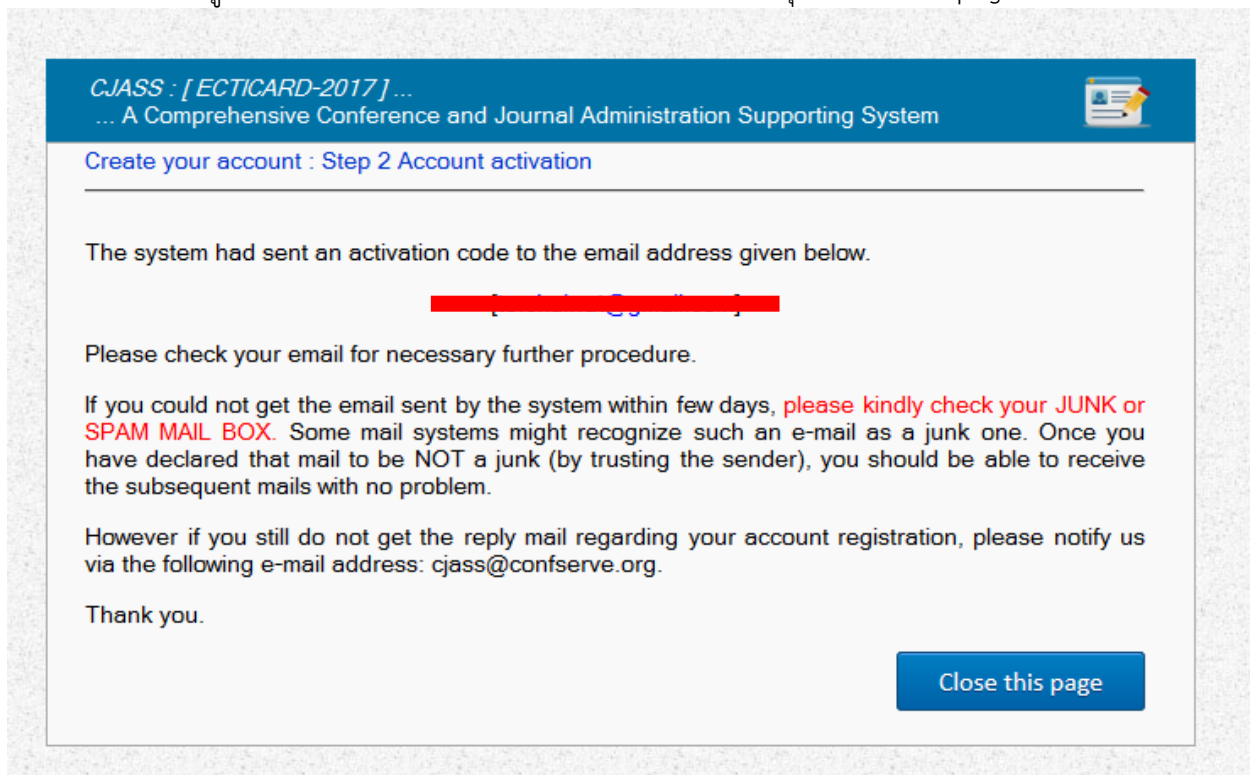 CJASS : [ ECTICARD-2017 ] ...
... A Comprehensive Conference and Journal Administration Supporting System
Create your account : Step 2 Account activation
The system had sent an activation code to the email address given below.
Please check your email for necessary further procedure.
If you could not get the email sent by the system within few days, please kindly check your JUNK or
SPAM MAIL BOX. Some mail systems might recognize such an e-mail as a junk one. Once you
have declared that mail to be NOT a junk (by trusting the sender), you should be able to receive
the subsequent mails with no problem.
However if you still do not get the reply mail regarding your account registration, please notify us
via the following e-mail address: cjass@confserve.org.
Thank you.
Close this page